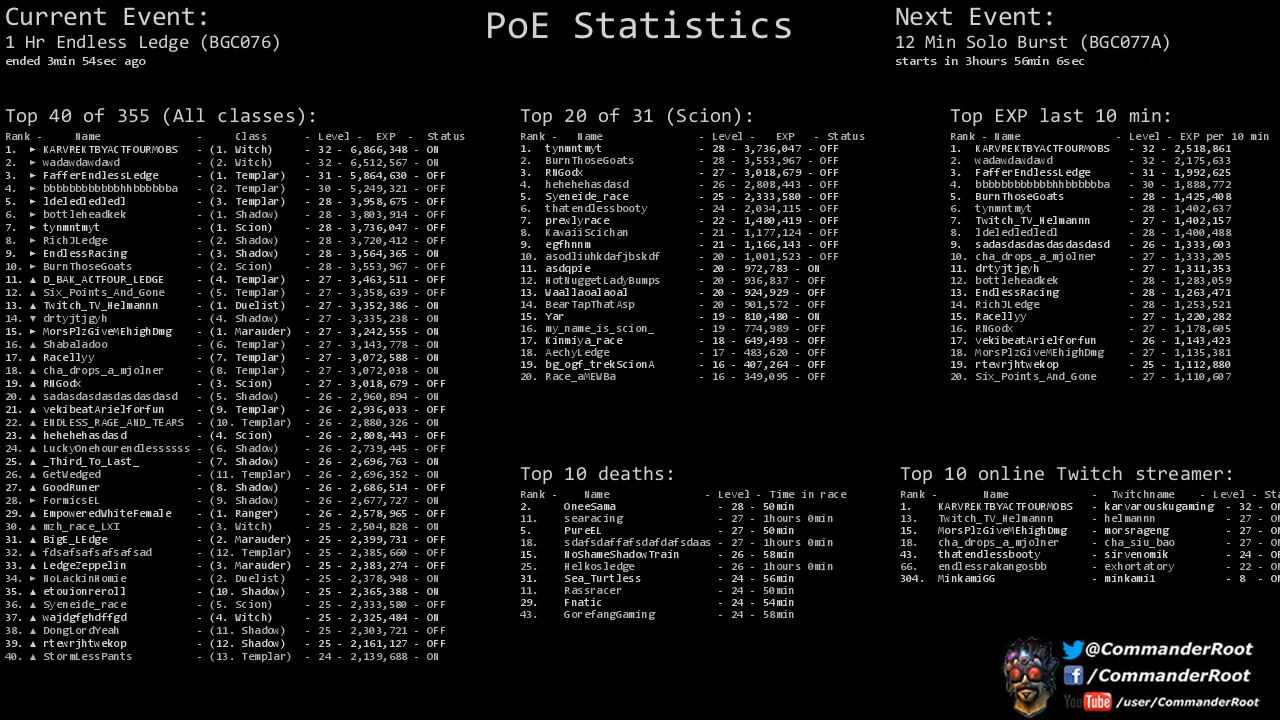 Current Event:
1 Hr Endless Ledge (BGC076)
ended 3min 54sec ago
PoE Statistics
Next Event:
12 Min Solo Burst (BGC077A)
starts in 3hours 56min 6sec
Top 40 of 355 (All classes):
Rank - Name - Class - Level - EXP - Status
1. ► KARVREKTBYACTFOURMOBS - (1. Witch) - 32 - 6,866,348 - ON
2. ► wadawdawdawd - (2. Witch) - 32 - 6,512,567 - ON
3. ► FafferEndlessLedge - (1. Templar) - 31 - 5,864,630 - OFF
4. ► bbbbbbbbbbbhhbbbbbba - (2. Templar) - 30 - 5,249,321 - OFF
5. ► ldeledledledl - (3. Templar) - 28 - 3,958,675 - OFF
6. ► bottleheadkek - (1. Shadow) - 28 - 3,803,914 - OFF
7. ► tynmntmyt - (1. Scion) - 28 - 3,736,047 - OFF
8. ► RichJLedge - (2. Shadow) - 28 - 3,720,412 - OFF
9. ► EndlessRacing - (3. Shadow) - 28 - 3,564,365 - ON
10. ► BurnThoseGoats - (2. Scion) - 28 - 3,553,967 - OFF
11. ▲ D_BAK_ACTFOUR_LEDGE - (4. Templar) - 27 - 3,463,511 - OFF
12. ▲ Six_Points_And_Gone - (5. Templar) - 27 - 3,358,639 - OFF
13. ▲ Twitch_TV_Helmannn - (1. Duelist) - 27 - 3,352,386 - ON
14. ▼ drtyjtjgyh - (4. Shadow) - 27 - 3,335,238 - ON
15. ► MorsPlzGiveMEhighDmg - (1. Marauder) - 27 - 3,242,555 - ON
16. ▲ Shabaladoo - (6. Templar) - 27 - 3,143,778 - ON
17. ▲ Racellyy - (7. Templar) - 27 - 3,072,588 - ON
18. ▲ cha_drops_a_mjolner - (8. Templar) - 27 - 3,072,038 - ON
19. ▲ RNGodx - (3. Scion) - 27 - 3,018,679 - OFF
20. ▲ sadasdasdasdasdasdasd - (5. Shadow) - 26 - 2,960,894 - ON
21. ▲ vekibeatArielforfun - (9. Templar) - 26 - 2,936,033 - OFF
22. ▲ ENDLESS_RAGE_AND_TEARS - (10. Templar) - 26 - 2,880,326 - ON
23. ▲ hehehehasdasd - (4. Scion) - 26 - 2,808,443 - OFF
24. ▲ LuckyOnehourendlessssss - (6. Shadow) - 26 - 2,739,445 - OFF
25. ▲ _Third_To_Last_ - (7. Shadow) - 26 - 2,696,763 - ON
26. ▲ GetWedged - (11. Templar) - 26 - 2,696,352 - ON
27. ▲ GoodRuner - (8. Shadow) - 26 - 2,686,514 - OFF
28. ► FormicsEL - (9. Shadow) - 26 - 2,677,727 - ON
29. ▲ EmpoweredWhiteFemale - (1. Ranger) - 26 - 2,578,965 - OFF
30. ▲ mzh_race_LXI - (3. Witch) - 25 - 2,504,828 - ON
31. ▲ BigE_LEdge - (2. Marauder) - 25 - 2,399,731 - OFF
32. ▲ fdsafsafsafsafsad - (12. Templar) - 25 - 2,385,660 - OFF
33. ▲ LedgeZeppelin - (3. Marauder) - 25 - 2,383,274 - OFF
34. ► NoLackinHomie - (2. Duelist) - 25 - 2,378,948 - ON
35. ▲ etouionreroll - (10. Shadow) - 25 - 2,365,388 - ON
36. ▲ Syeneide_race - (5. Scion) - 25 - 2,333,580 - OFF
37. ▲ wajdgfghdffgd - (4. Witch) - 25 - 2,325,484 - ON
38. ▲ DongLordYeah - (11. Shadow) - 25 - 2,303,721 - OFF
39. ▲ rtewrjhtwekop - (12. Shadow) - 25 - 2,161,127 - OFF
40. ▲ StormLessPants - (13. Templar) - 24 - 2,139,688 - ON
Top 20 of 31 (Scion):
Rank - Name - Level - EXP - Status
1. tynmntmyt - 28 - 3,736,047 - OFF
2. BurnThoseGoats - 28 - 3,553,967 - OFF
3. RNGodx - 27 - 3,018,679 - OFF
4. hehehehasdasd - 26 - 2,808,443 - OFF
5. Syeneide_race - 25 - 2,333,580 - OFF
6. thatendlessbooty - 24 - 2,034,115 - OFF
7. prewlyrace - 22 - 1,480,419 - OFF
8. KawaiiScichan - 21 - 1,177,124 - OFF
9. egfhnnm - 21 - 1,166,143 - OFF
10. asodliuhkdafjbskdf - 20 - 1,001,523 - OFF
11. asdqpie - 20 - 972,783 - ON
12. HotNuggetLadyBumps - 20 - 936,837 - OFF
13. Waallaoalaoal - 20 - 924,929 - OFF
14. BearTapthatAsp - 20 - 901,572 - OFF
15. Yar - 19 - 810,480 - ON
16. my_name_is_scion_ - 19 - 774,989 - OFF
17. Kinmiya_race - 18 - 649,493 - OFF
18. AechyLedge - 17 - 483,620 - OFF
19. bg_ogf_trekScionA - 16 - 407,264 - OFF
20. Race_aMEWBa - 16 - 349,095 - OFF
Top EXP last 10 min:
Rank - Name - Level - EXP per 10 min
1. KARVREKTBYACTFOURMOBS - 32 - 2,518,861
2. wadawdawdawd - 32 - 2,175,633
3. FafferEndlessLedge - 31 - 1,992,625
4. bbbbbbbbbbbhhbbbbbba - 30 - 1,888,772
5. BurnThoseGoats - 28 - 1,425,408
6. tynmntmyt - 28 - 1,402,637
7. Twitch_TV_Helmannn - 27 - 1,402,157
8. ldeledledledl - 28 - 1,400,488
9. sadasdasdasdasdasdasd - 26 - 1,333,603
10. cha_drops_a_mjolner - 27 - 1,333,205
11. drtyjtjgyh - 27 - 1,311,353
12. bottleheadkek - 28 - 1,283,059
13. EndlessRacing - 28 - 1,263,471
14. RichJLedge - 28 - 1,253,521
15. Racellyy - 27 - 1,220,282
16. RNGodx - 27 - 1,178,605
17. vekibeatArielforfun - 26 - 1,143,423
18. MorsPlzGiveMEhighDmg - 27 - 1,135,381
19. rtewrjhtwekop - 25 - 1,112,880
20. Six_Points_And_Gone - 27 - 1,110,607
Top 10 deaths:
Rank - Name - Level - Time in race
2. OneeSama - 28 - 50min
11. searacing - 27 - 1hours 0min
5. PureEL - 27 - 50min
18. sdafsdaffafsdafdafsdaas - 27 - 1hours 0min
15. NoShameShadowTrain - 26 - 58min
25. Helkosledge - 26 - 1hours 0min
31. Sea_Turtless - 24 - 56min
11. Rassracer - 24 - 50min
29. Fnatic - 24 - 54min
43. GorefangGaming - 24 - 58min
Top 10 online Twitch streamer:
Rank - Name - Twitchname - Level - Sta
1. KARVREKTBYACTFOURMOBS - karvarouskugaming - 32 - ON
13. Twitch_TV_Helmannn - helmannn - 27 - ON
15. MorsPlzGiveMEhighDmg - morsrageng - 27 - ON
18. cha_drops_a_mjolner - cha_siu_bao - 27 - ON
43. thatendlessbooty - sirvenomik - 24 - OF
66. endlessrakangosbb - exhortatory - 22 - OF
304. MinkamiGG - minkami1 - 8 - ON
@CommanderRoot
/CommanderRoot
YouTube /user/CommanderRoot